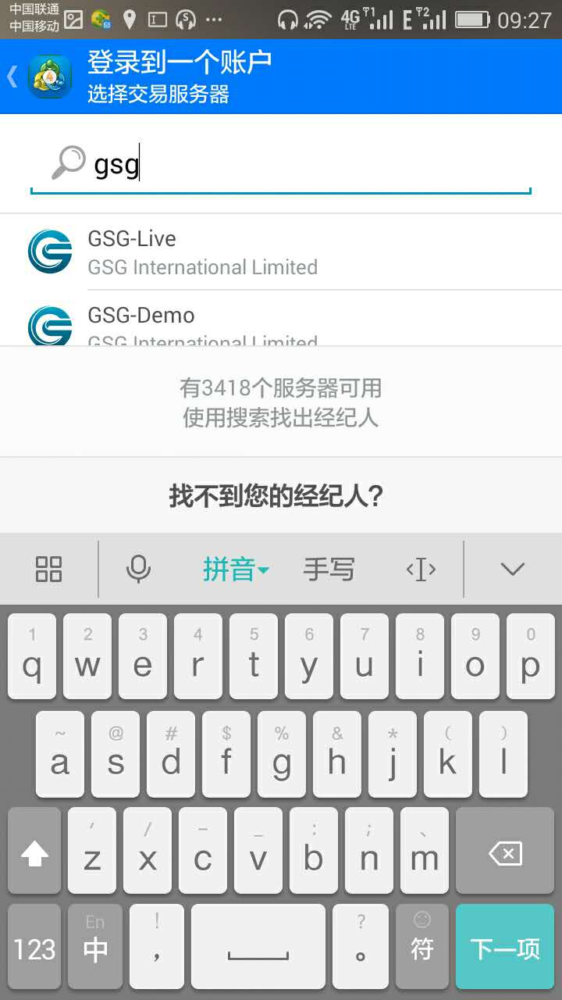 中国联通
中国移动
4G LTE T1 E T2 09:27
登录到一个账户
选择交易服务器
gsg
GSG-Live
GSG International Limited
GSG-Demo
GSG International Limited
有3418个服务器可用
使用搜索找出经纪人
找不到您的经纪人?
拼音 手写
1 2 3 4 5 6 7 8 9 0
q w e r t y u i o p
~ @ # $ % & * ( )
a s d f g h j k l
' / - _ : ; 、
z x c v b n m
En ! ?
123 中 , 。 符 下一项